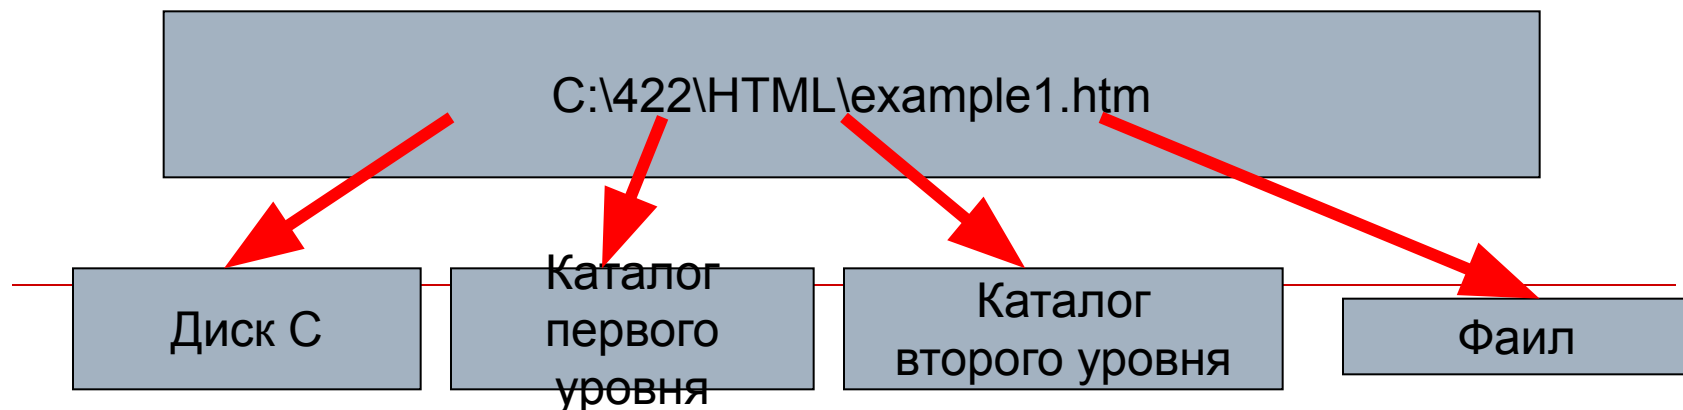 C:\422\HTML\example1.htm
Диск С
Каталог
первого
уровня
Каталог
второго уровня
Фаил